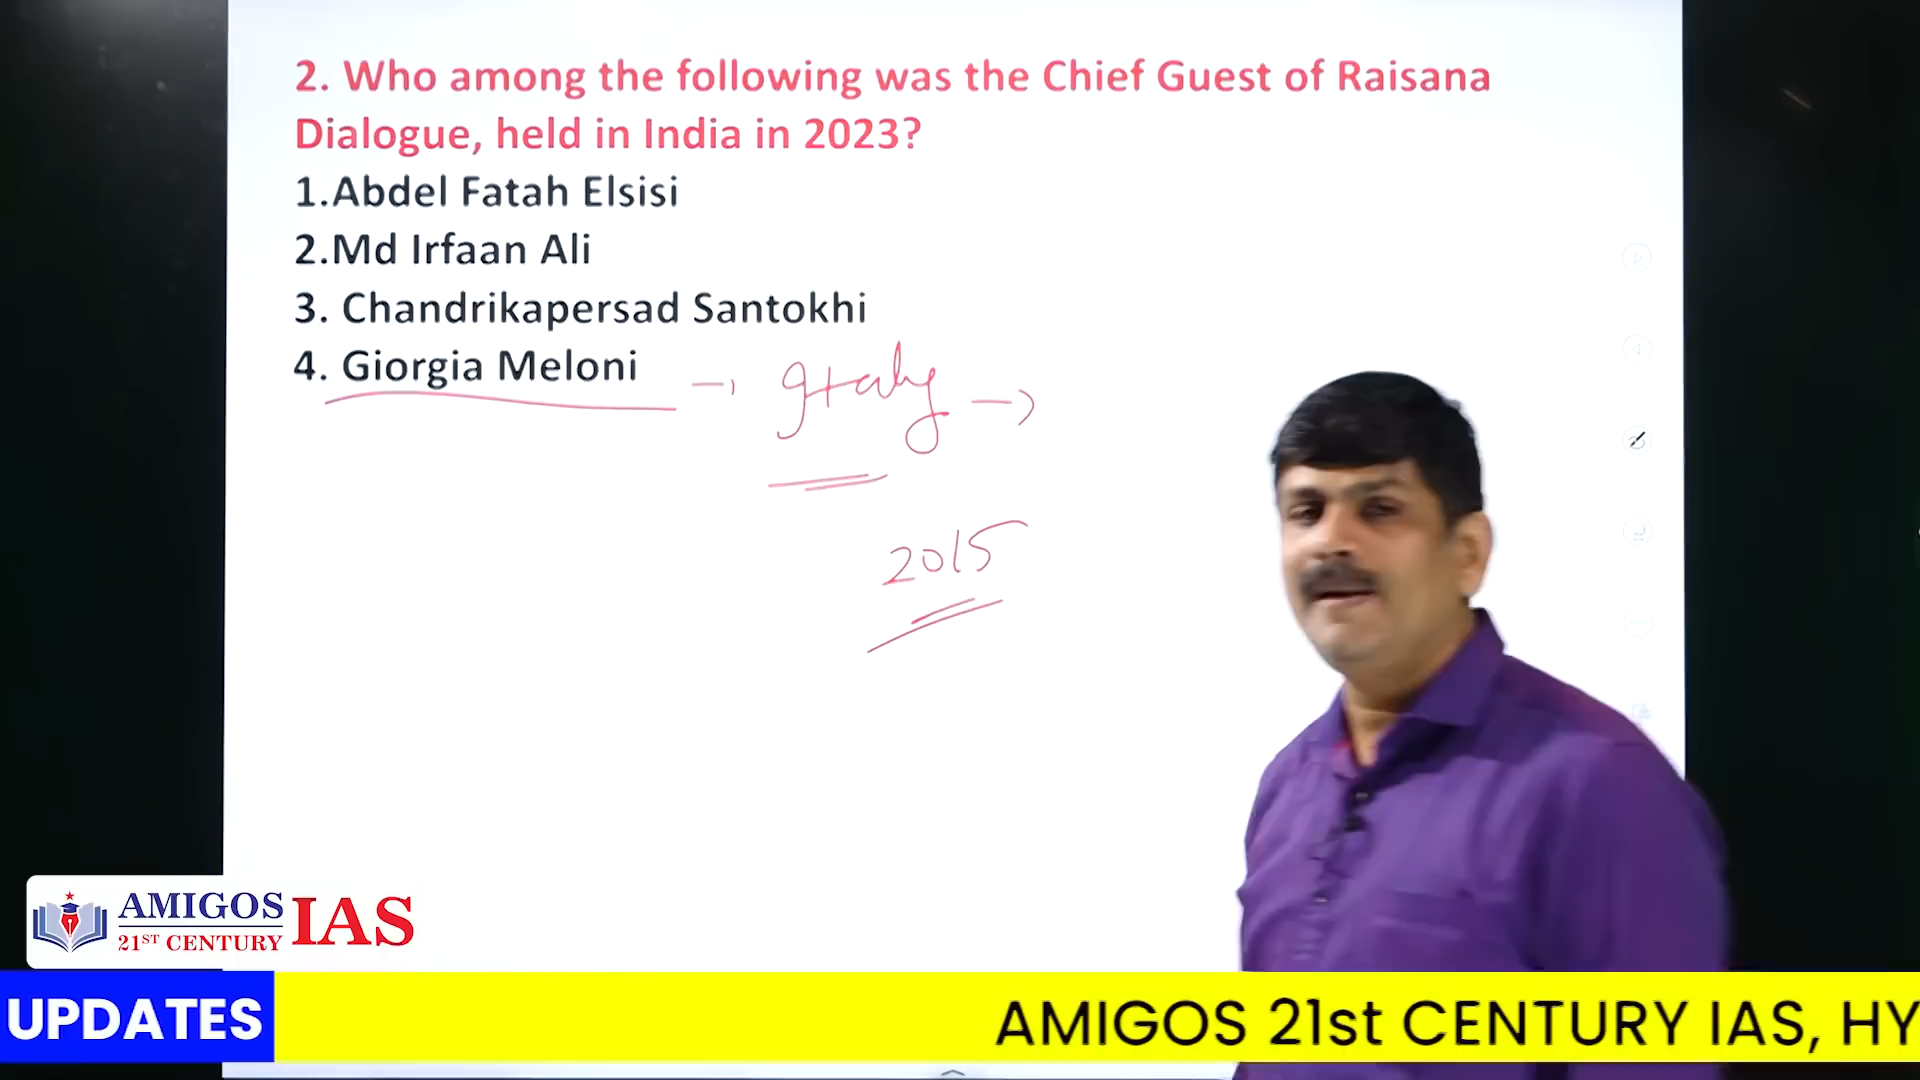 2. Who among the following was the Chief Guest of Raisana
Dialogue, held in India in 2023?
1.Abdel Fatah Elsisi
2.Md Irfaan Ali
3. Chandrikapersad Santokhi
4. Giorgia Meloni
Italy
2015
AMIGOS
21ST CENTURY
IAS
UPDATES
AMIGOS 21st CENTURY IAS, HY